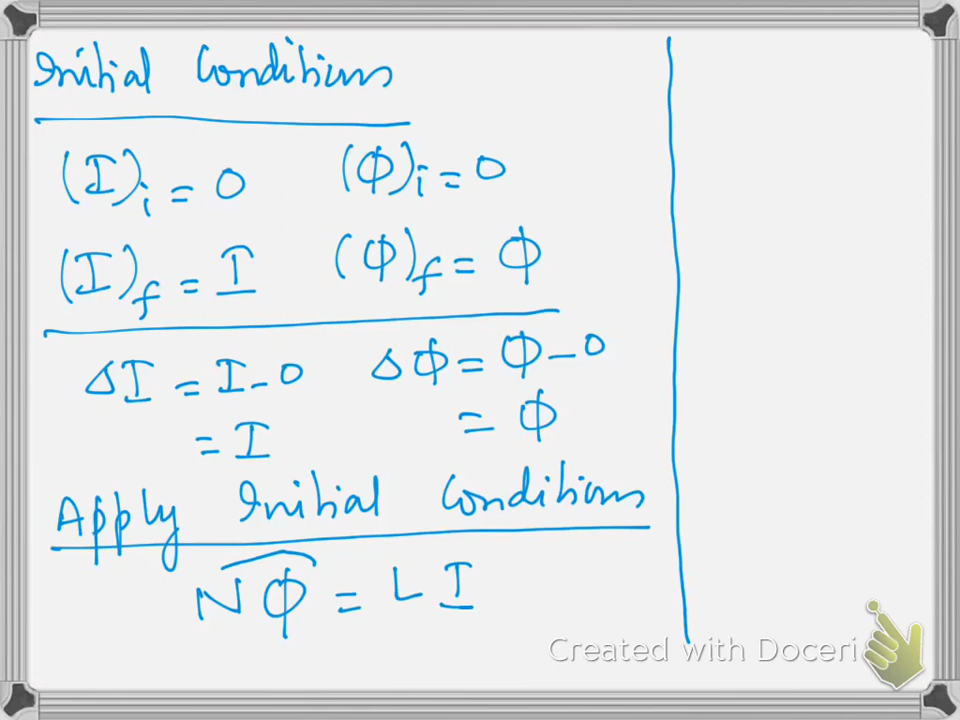 Initial Conditions
(I)i = 0 (Φ)i = 0
(I)f = I (Φ)f = Φ
ΔI = I - 0 ΔΦ = Φ - 0
= I = Φ
Apply Initial Conditions
NΦ = LI
Created with Doceri